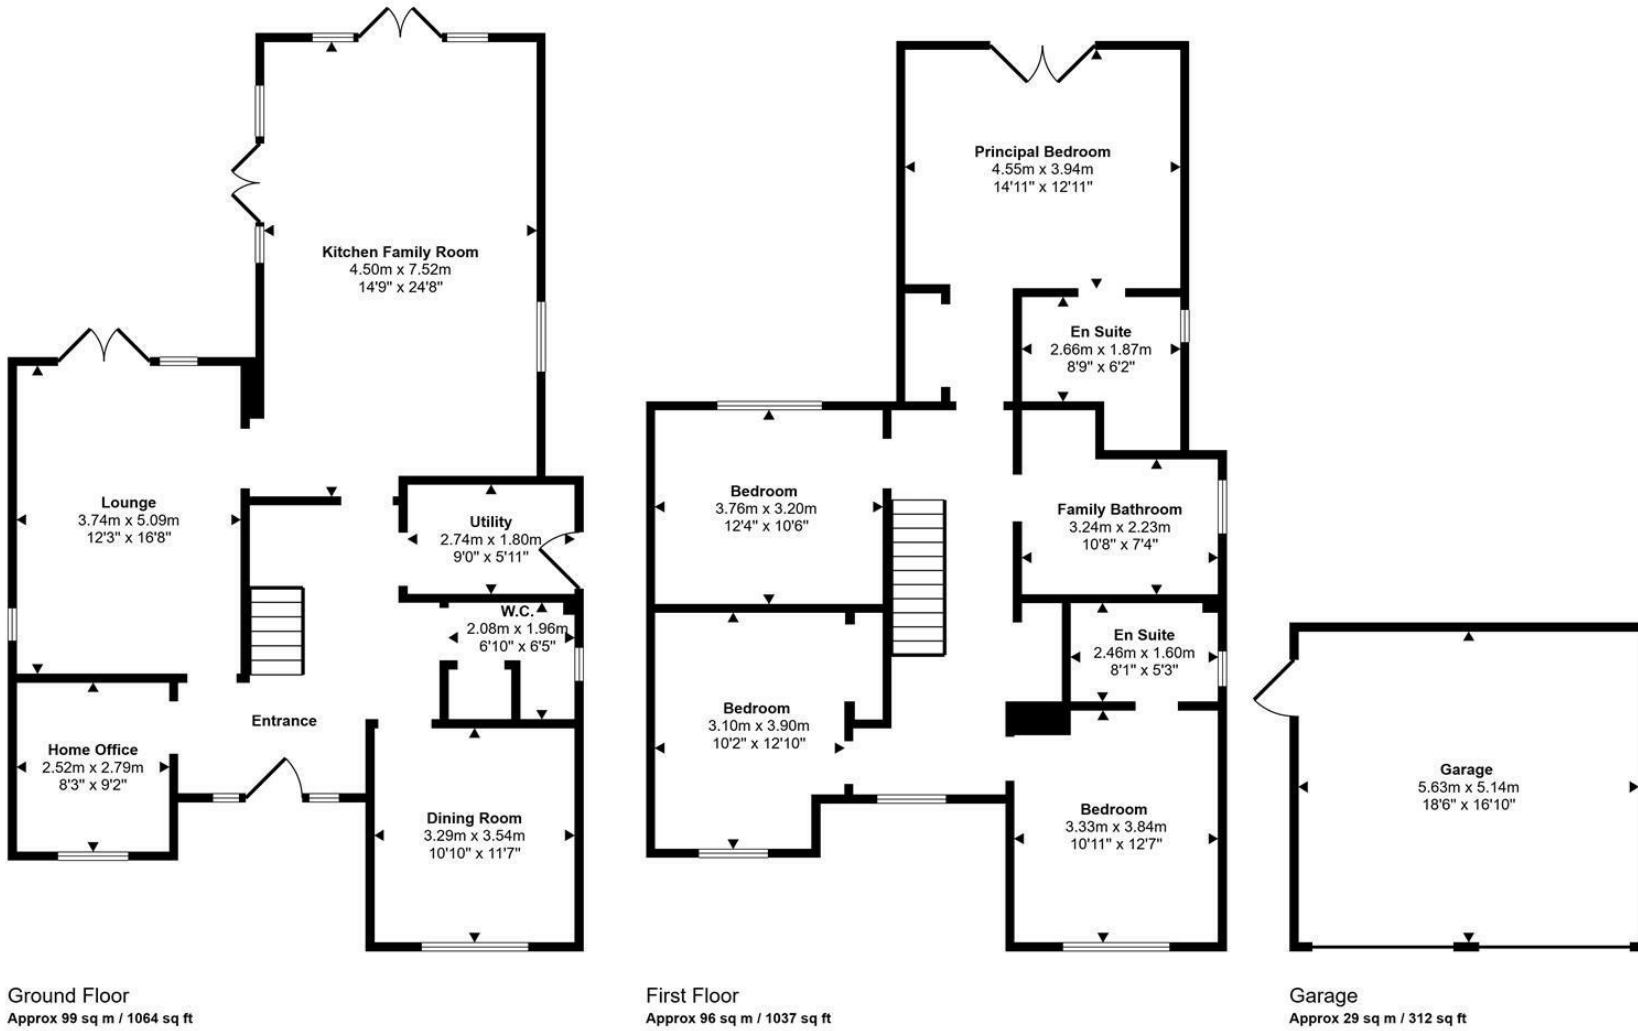 Kitchen Family Room
4.50m x 7.52m
14'9" x 24'8"
Lounge
3.74m x 5.09m
12'3" x 16'8"
Utility
2.74m x 1.80m
9'0" x 5'11"
W.C.
2.08m x 1.96m
6'10" x 6'5"
Entrance
Home Office
2.52m x 2.79m
8'3" x 9'2"
Dining Room
3.29m x 3.54m
10'10" x 11'7"
Ground Floor
Approx 99 sq m / 1064 sq ft
Principal Bedroom
4.55m x 3.94m
14'11" x 12'11"
En Suite
2.66m x 1.87m
8'9" x 6'2"
Bedroom
3.76m x 3.20m
12'4" x 10'6"
Family Bathroom
3.24m x 2.23m
10'8" x 7'4"
En Suite
2.46m x 1.60m
8'1" x 5'3"
Bedroom
3.10m x 3.90m
10'2" x 12'10"
Bedroom
3.33m x 3.84m
10'11" x 12'7"
First Floor
Approx 96 sq m / 1037 sq ft
Garage
5.63m x 5.14m
18'6" x 16'10"
Garage
Approx 29 sq m / 312 sq ft